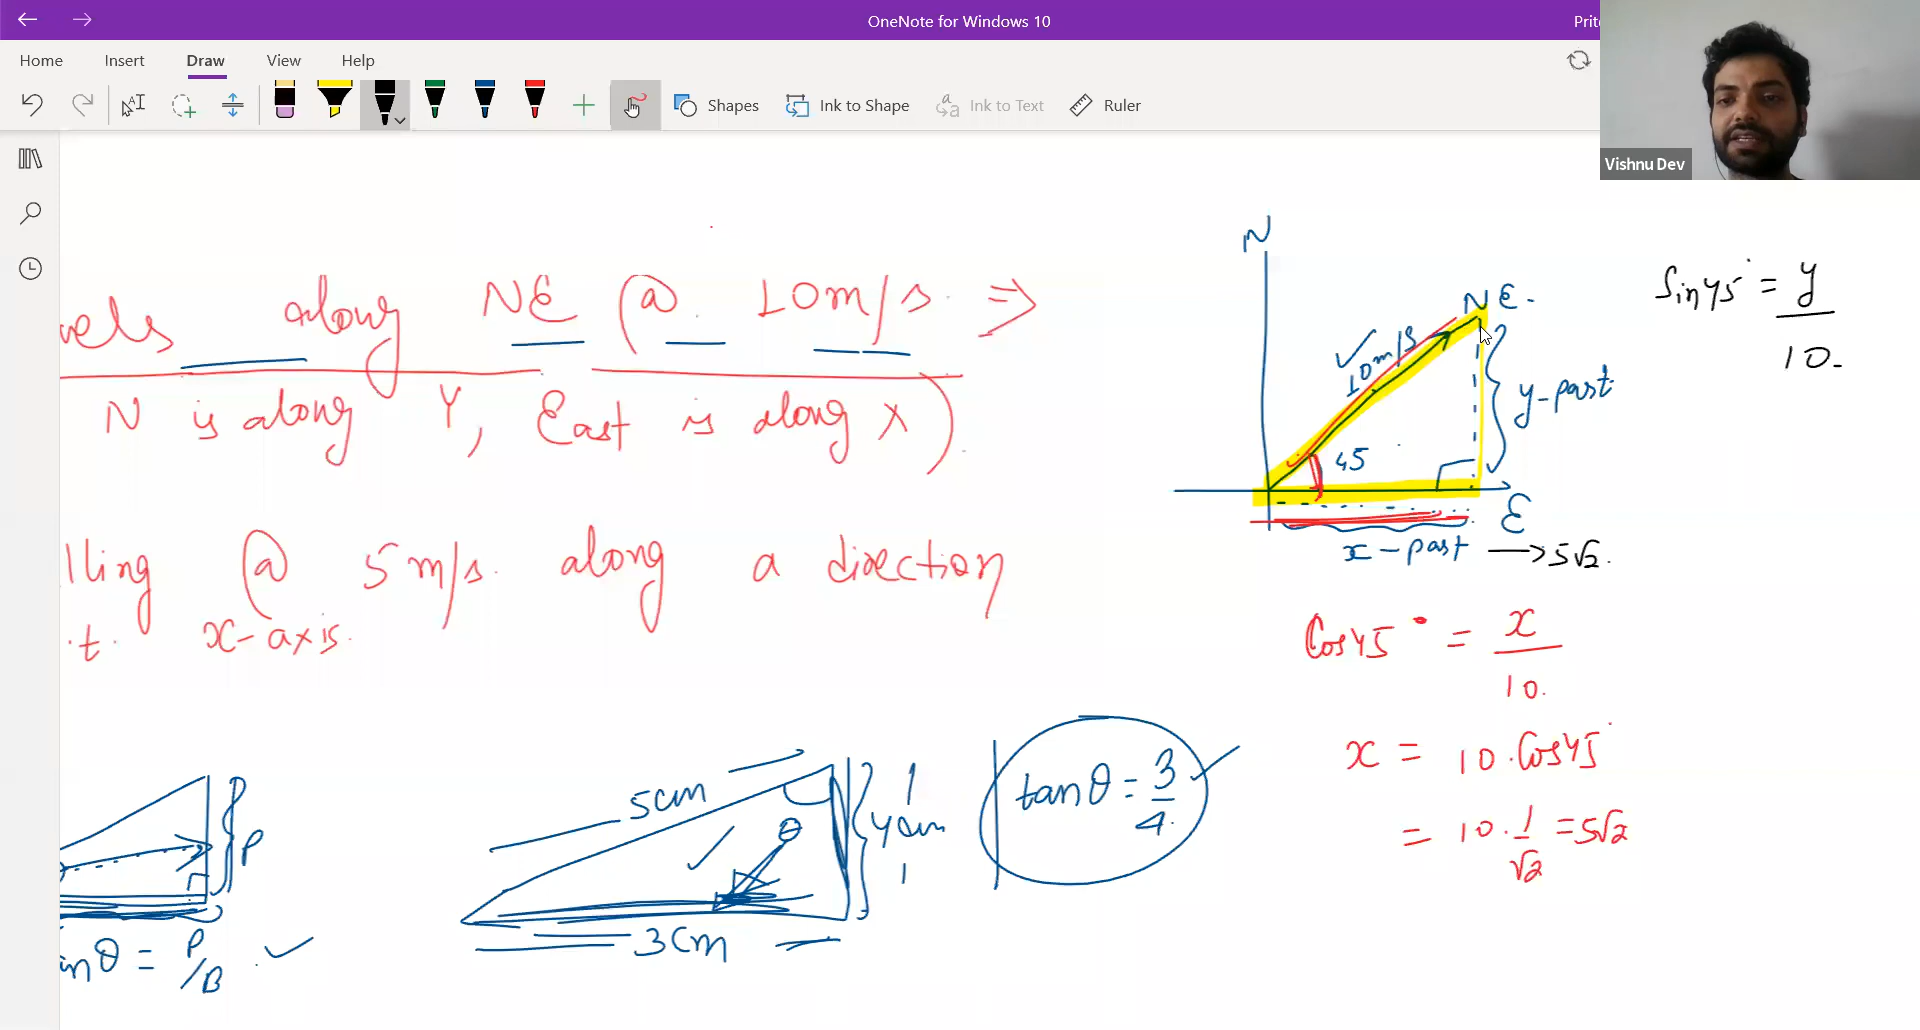 OneNote for Windows 10
Home Insert Draw View Help
Shapes Ink to Shape Ink to Text Ruler
Vishnu Dev
vels along NE @ 10m/s. ⇒
N is along Y, East is along X)
lling @ 5m/s. along a direction
.t. x-axis.
N
NE.
10m/s
45
y-part
E
x-part → 5√2.
Sin45 = y
10.
Cos45° = x
10.
x = 10.Cos45
= 10.1/√2 = 5√2
P
P
tanθ = P/B
5cm
θ
4cm
3cm
tanθ = 3/4